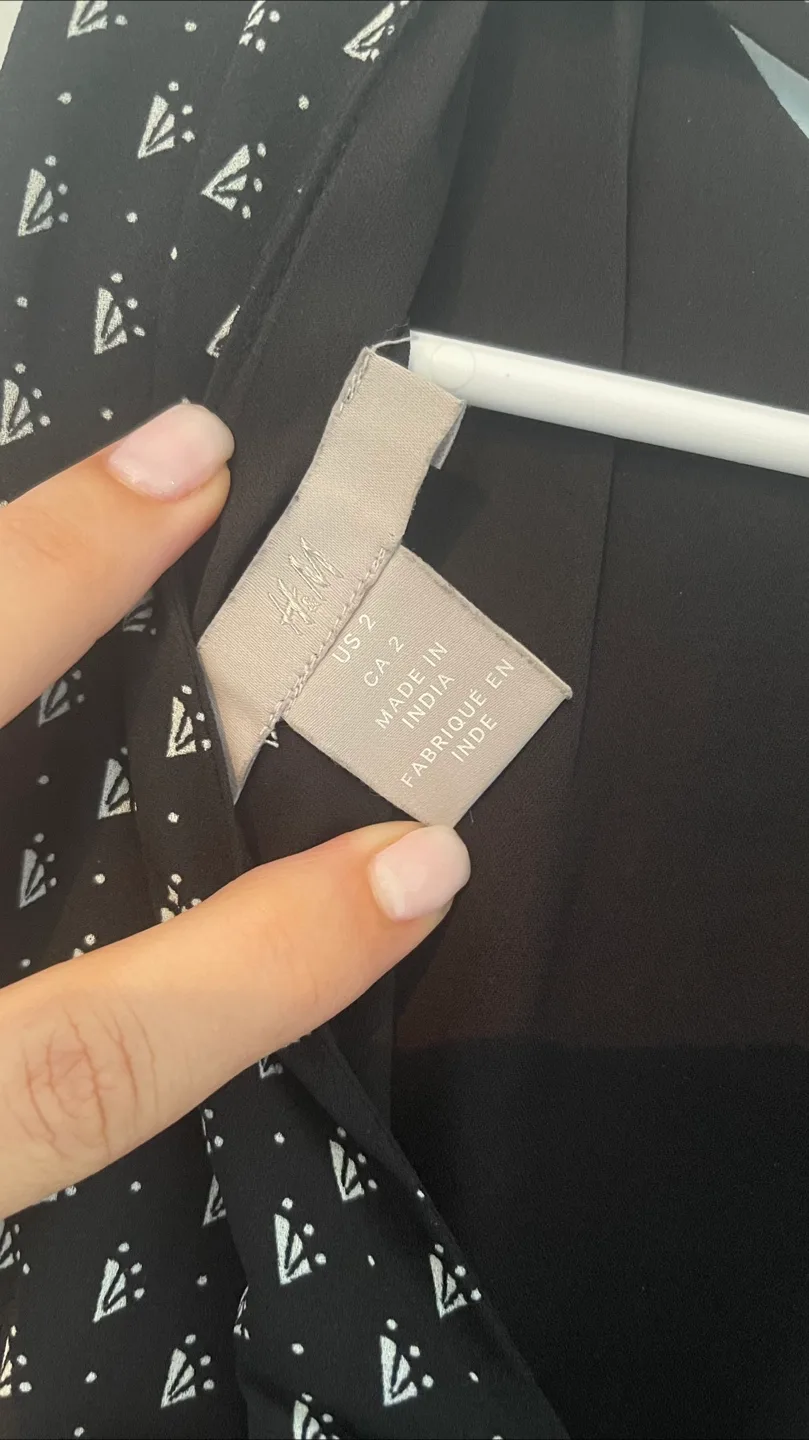 H&M
US 2
CA 2
MADE IN
INDIA
FABRIQUÉ EN
INDE